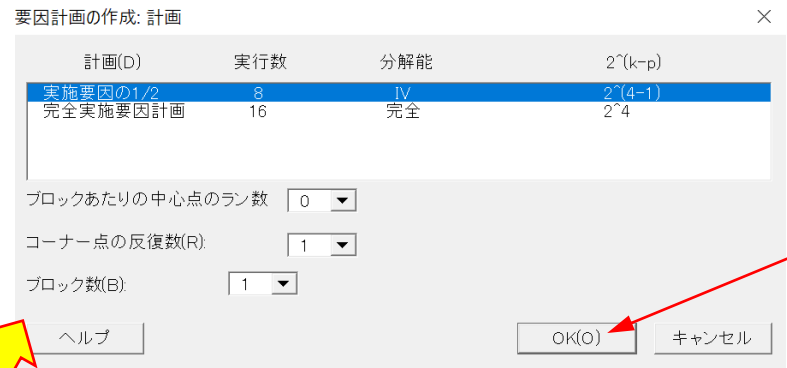 要因計画の作成: 計画
計画(D) 実行数 分解能 2^(k-p)
実施要因の1/2 8 IV 2^(4-1)
完全実施要因計画 16 完全 2^4
ブロックあたりの中心点のラン数 0
コーナー点の反復数(R): 1
ブロック数(B): 1
ヘルプ OK(O) キャンセル